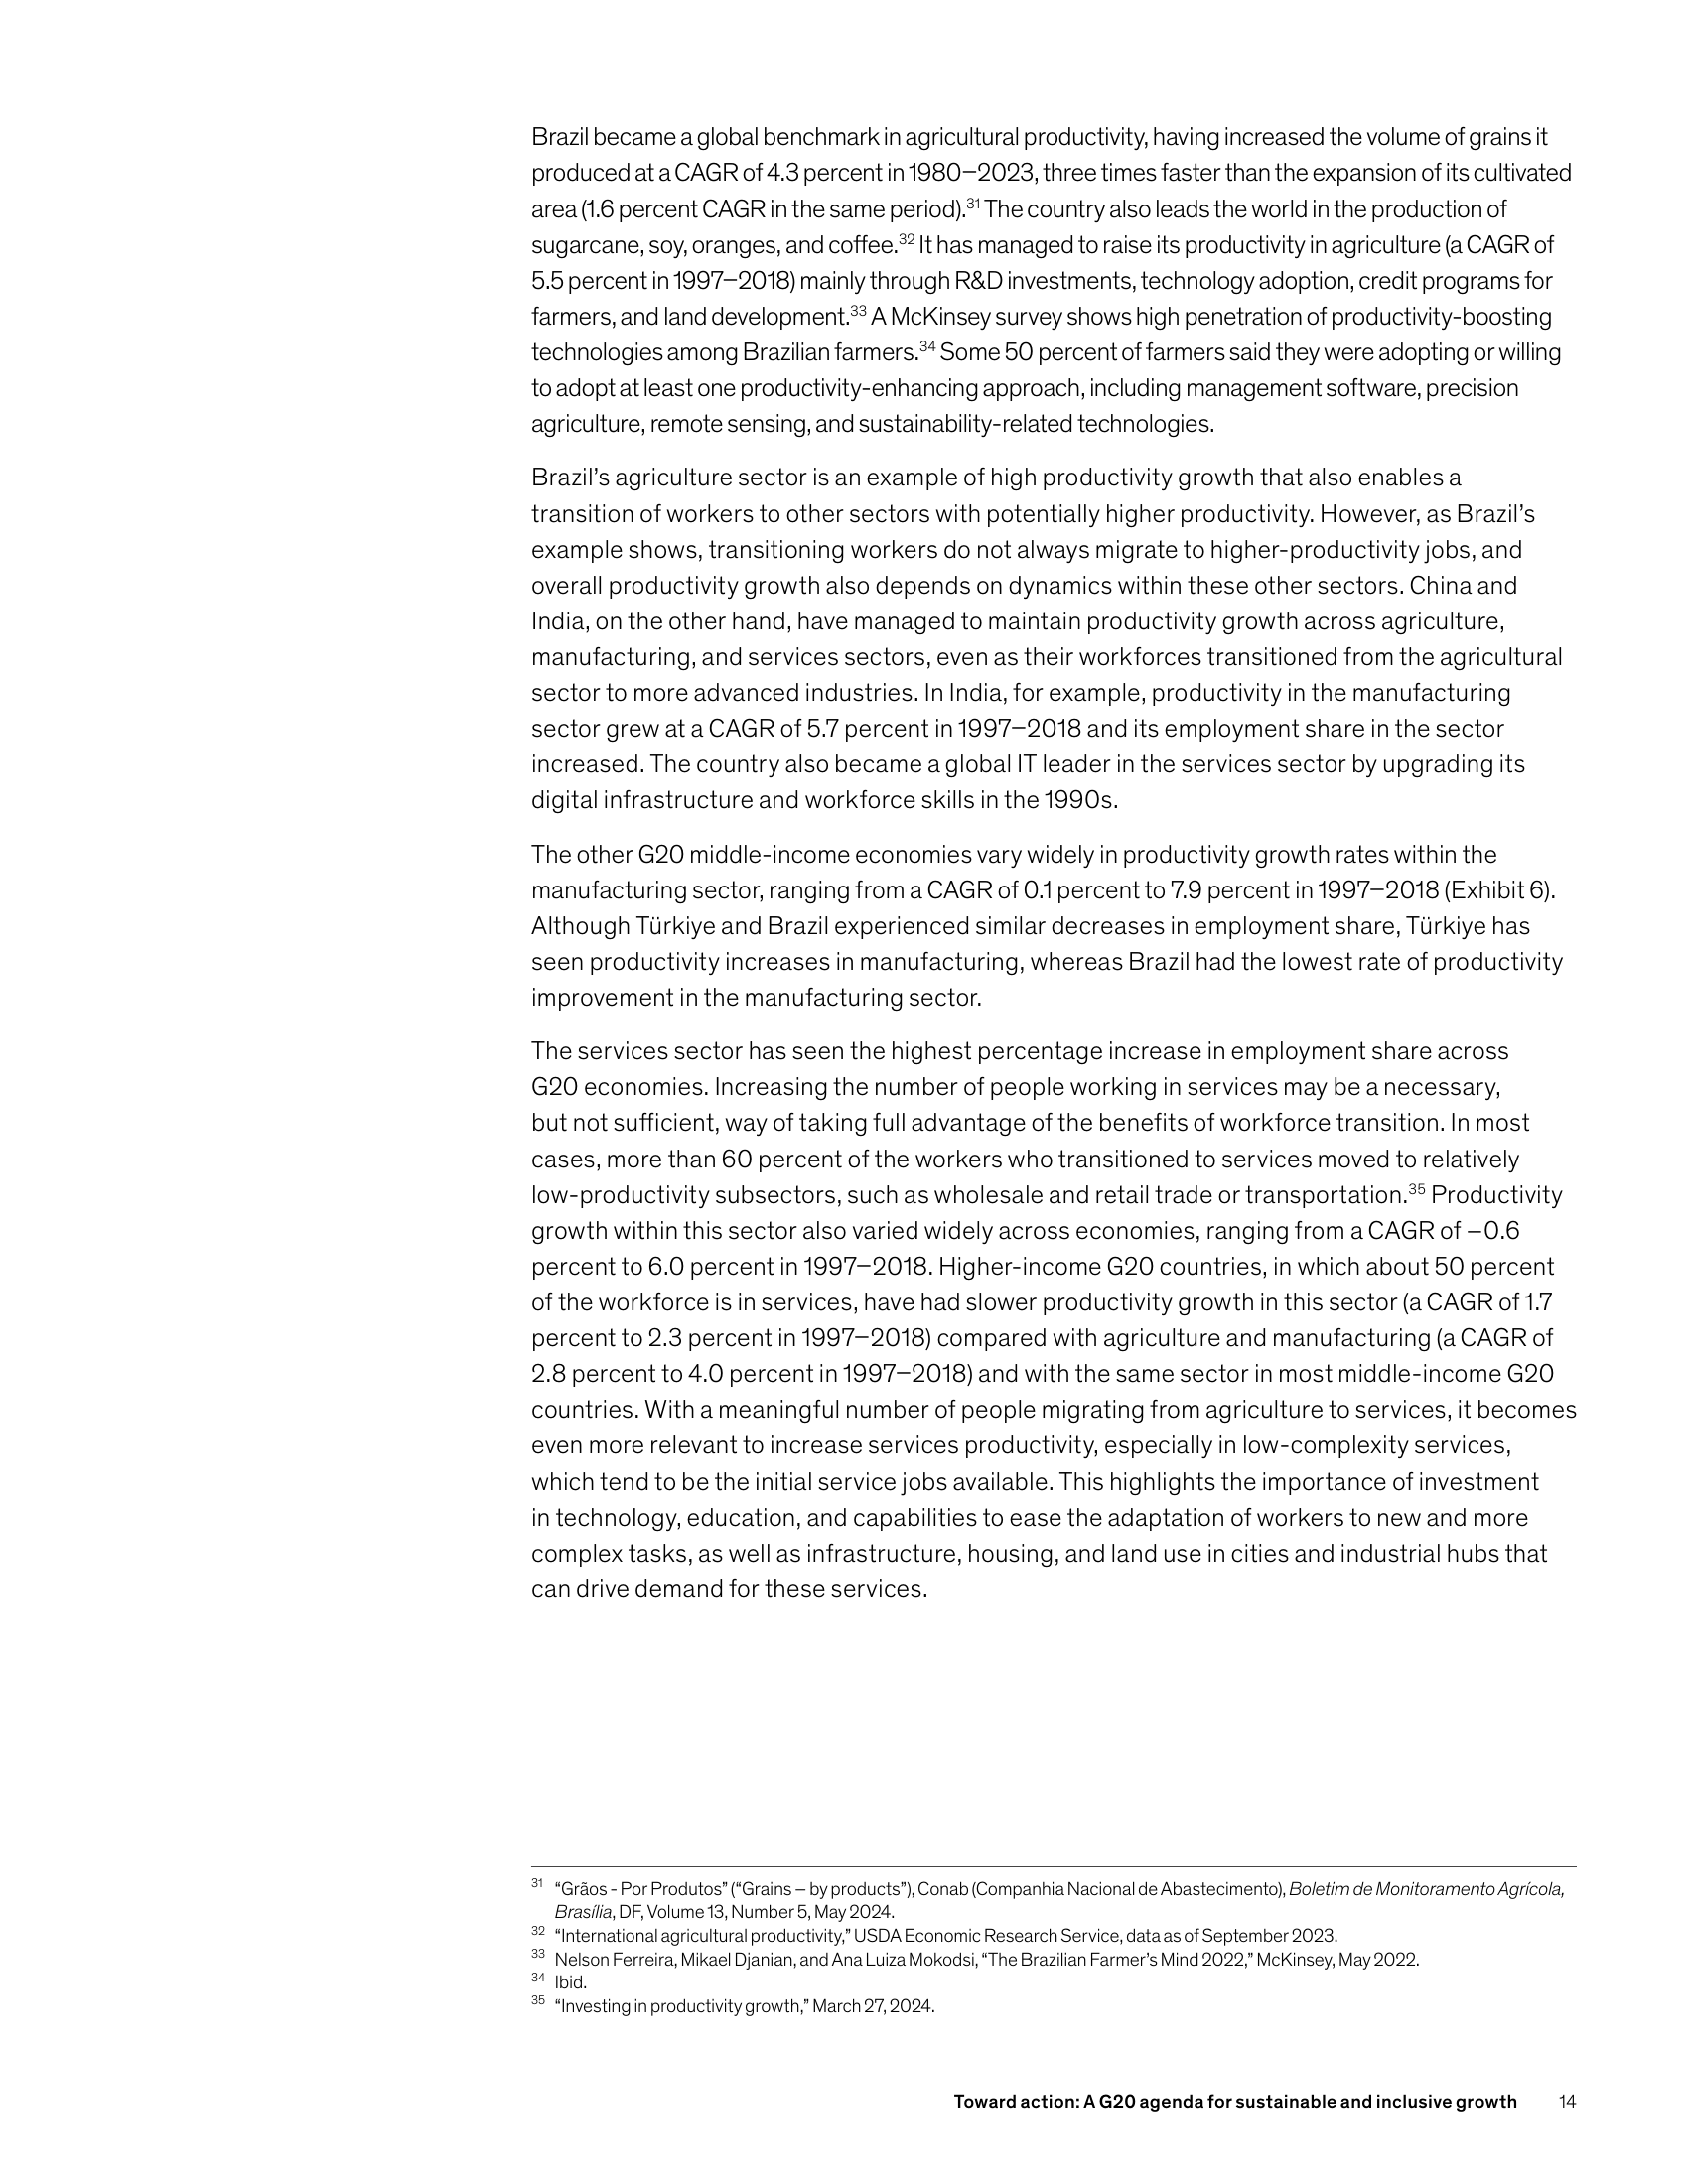 Brazil became a global benchmark in agricultural productivity, having increased the volume of grains it
produced at a CAGR of 4.3 percent in 1980–2023, three times faster than the expansion of its cultivated
area (1.6 percent CAGR in the same period).31 The country also leads the world in the production of
sugarcane, soy, oranges, and coffee.32 It has managed to raise its productivity in agriculture (a CAGR of
5.5 percent in 1997–2018) mainly through R&D investments, technology adoption, credit programs for
farmers, and land development.33 A McKinsey survey shows high penetration of productivity-boosting
technologies among Brazilian farmers.34 Some 50 percent of farmers said they were adopting or willing
to adopt at least one productivity-enhancing approach, including management software, precision
agriculture, remote sensing, and sustainability-related technologies.
Brazil’s agriculture sector is an example of high productivity growth that also enables a
transition of workers to other sectors with potentially higher productivity. However, as Brazil’s
example shows, transitioning workers do not always migrate to higher-productivity jobs, and
overall productivity growth also depends on dynamics within these other sectors. China and
India, on the other hand, have managed to maintain productivity growth across agriculture,
manufacturing, and services sectors, even as their workforces transitioned from the agricultural
sector to more advanced industries. In India, for example, productivity in the manufacturing
sector grew at a CAGR of 5.7 percent in 1997–2018 and its employment share in the sector
increased. The country also became a global IT leader in the services sector by upgrading its
digital infrastructure and workforce skills in the 1990s.
The other G20 middle-income economies vary widely in productivity growth rates within the
manufacturing sector, ranging from a CAGR of 0.1 percent to 7.9 percent in 1997–2018 (Exhibit 6).
Although Türkiye and Brazil experienced similar decreases in employment share, Türkiye has
seen productivity increases in manufacturing, whereas Brazil had the lowest rate of productivity
improvement in the manufacturing sector.
The services sector has seen the highest percentage increase in employment share across
G20 economies. Increasing the number of people working in services may be a necessary,
but not sufficient, way of taking full advantage of the benefits of workforce transition. In most
cases, more than 60 percent of the workers who transitioned to services moved to relatively
low-productivity subsectors, such as wholesale and retail trade or transportation.35 Productivity
growth within this sector also varied widely across economies, ranging from a CAGR of –0.6
percent to 6.0 percent in 1997–2018. Higher-income G20 countries, in which about 50 percent
of the workforce is in services, have had slower productivity growth in this sector (a CAGR of 1.7
percent to 2.3 percent in 1997–2018) compared with agriculture and manufacturing (a CAGR of
2.8 percent to 4.0 percent in 1997–2018) and with the same sector in most middle-income G20
countries. With a meaningful number of people migrating from agriculture to services, it becomes
even more relevant to increase services productivity, especially in low-complexity services,
which tend to be the initial service jobs available. This highlights the importance of investment
in technology, education, and capabilities to ease the adaptation of workers to new and more
complex tasks, as well as infrastructure, housing, and land use in cities and industrial hubs that
can drive demand for these services.
31 “Grãos - Por Produtos” (“Grains – by products”), Conab (Companhia Nacional de Abastecimento), Boletim de Monitoramento Agrícola,
Brasília, DF, Volume 13, Number 5, May 2024.
32 “International agricultural productivity,” USDA Economic Research Service, data as of September 2023.
33 Nelson Ferreira, Mikael Djanian, and Ana Luiza Mokodsi, “The Brazilian Farmer’s Mind 2022,” McKinsey, May 2022.
34 Ibid.
35 “Investing in productivity growth,” March 27, 2024.
Toward action: A G20 agenda for sustainable and inclusive growth 14